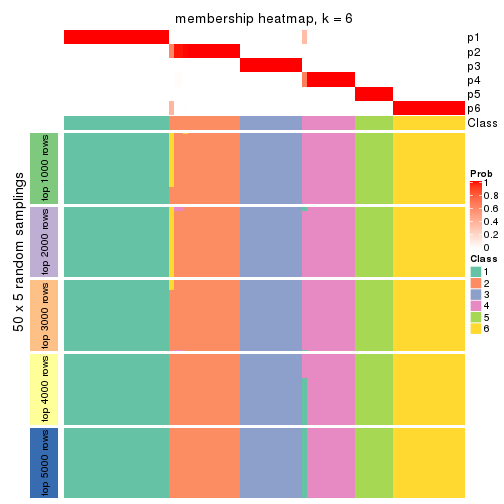 membership heatmap, k = 6
p1
p2
p3
p4
p5
p6
Class
50 x 5 random samplings
top 1000 rows
top 2000 rows
top 3000 rows
top 4000 rows
top 5000 rows
Prob
1
0.8
0.6
0.4
0.2
0
Class
1
2
3
4
5
6